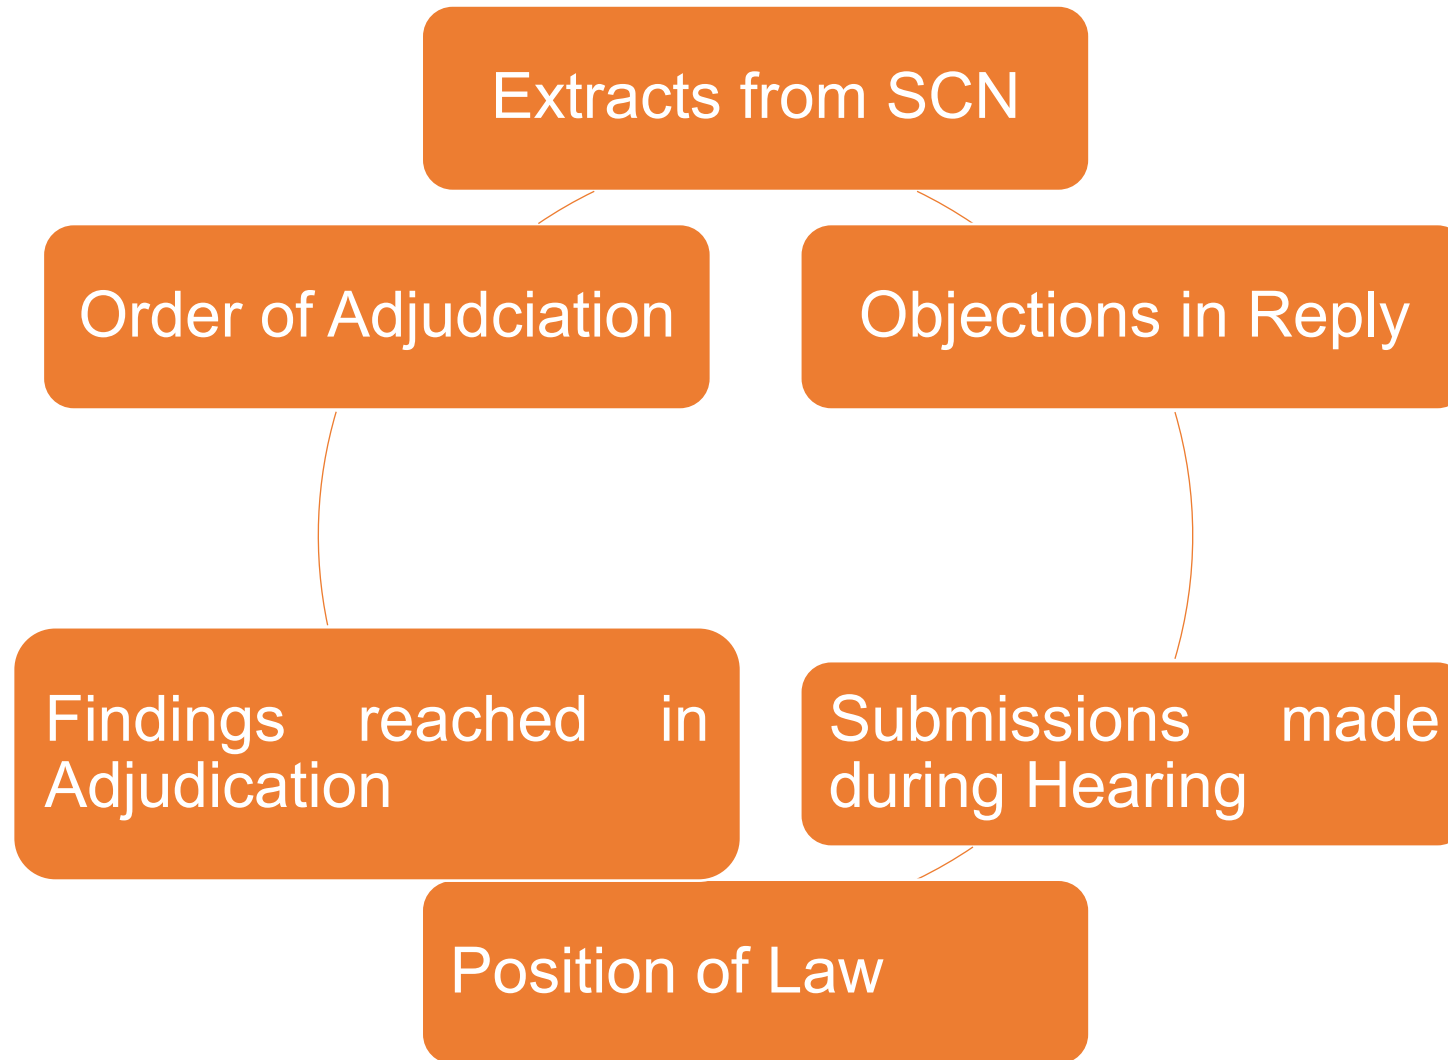 Extracts from SCN
Order of Adjudciation
Objections in Reply
Findings reached in
Adjudication
Submissions made
during Hearing
Position of Law